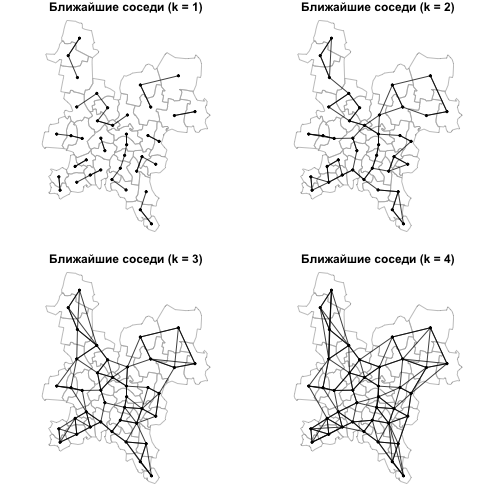 Ближайшие соседи (k = 1)
Ближайшие соседи (k = 2)
Ближайшие соседи (k = 3)
Ближайшие соседи (k = 4)